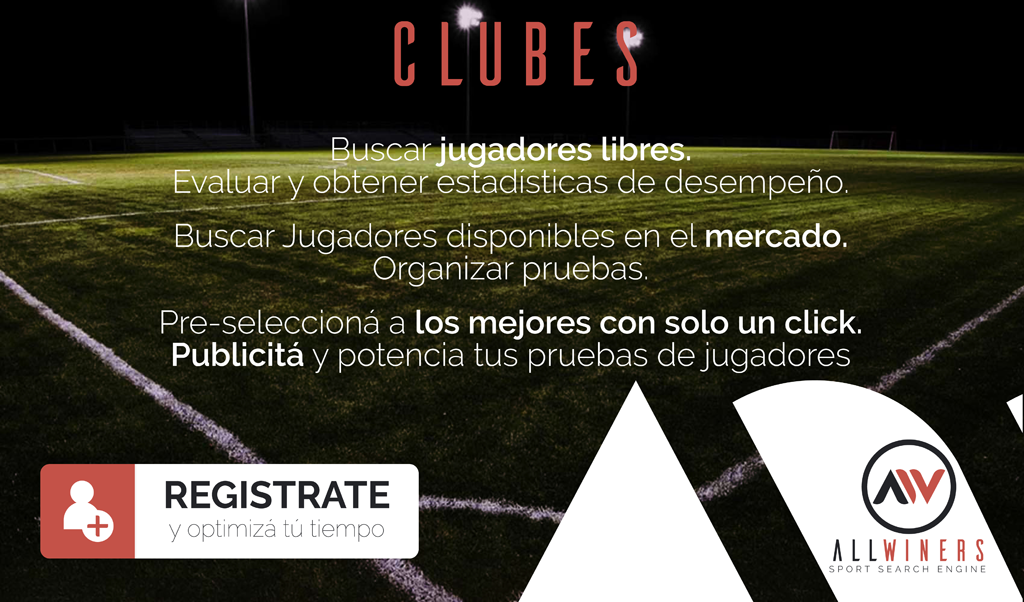 CLUBES
Buscar jugadores libres.
Evaluar y obtener estadísticas de desempeño.
Buscar Jugadores disponibles en el mercado.
Organizar pruebas.
Pre-seleccioná a los mejores con solo un click.
Publicitá y potencia tus pruebas de jugadores
REGISTRATE
y optimizá tú tiempo
AW
ALLWINERS
SPORT SEARCH ENGINE